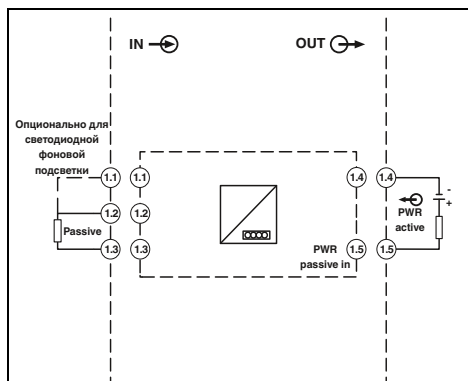 IN
OUT
Опционально для
светодиодной
фоновой
подсветки
1.1
1.1
1.4
1.4
-
+
1.2
1.2
PWR
active
Passive
1.3
1.3
PWR
passive in
1.5
1.5